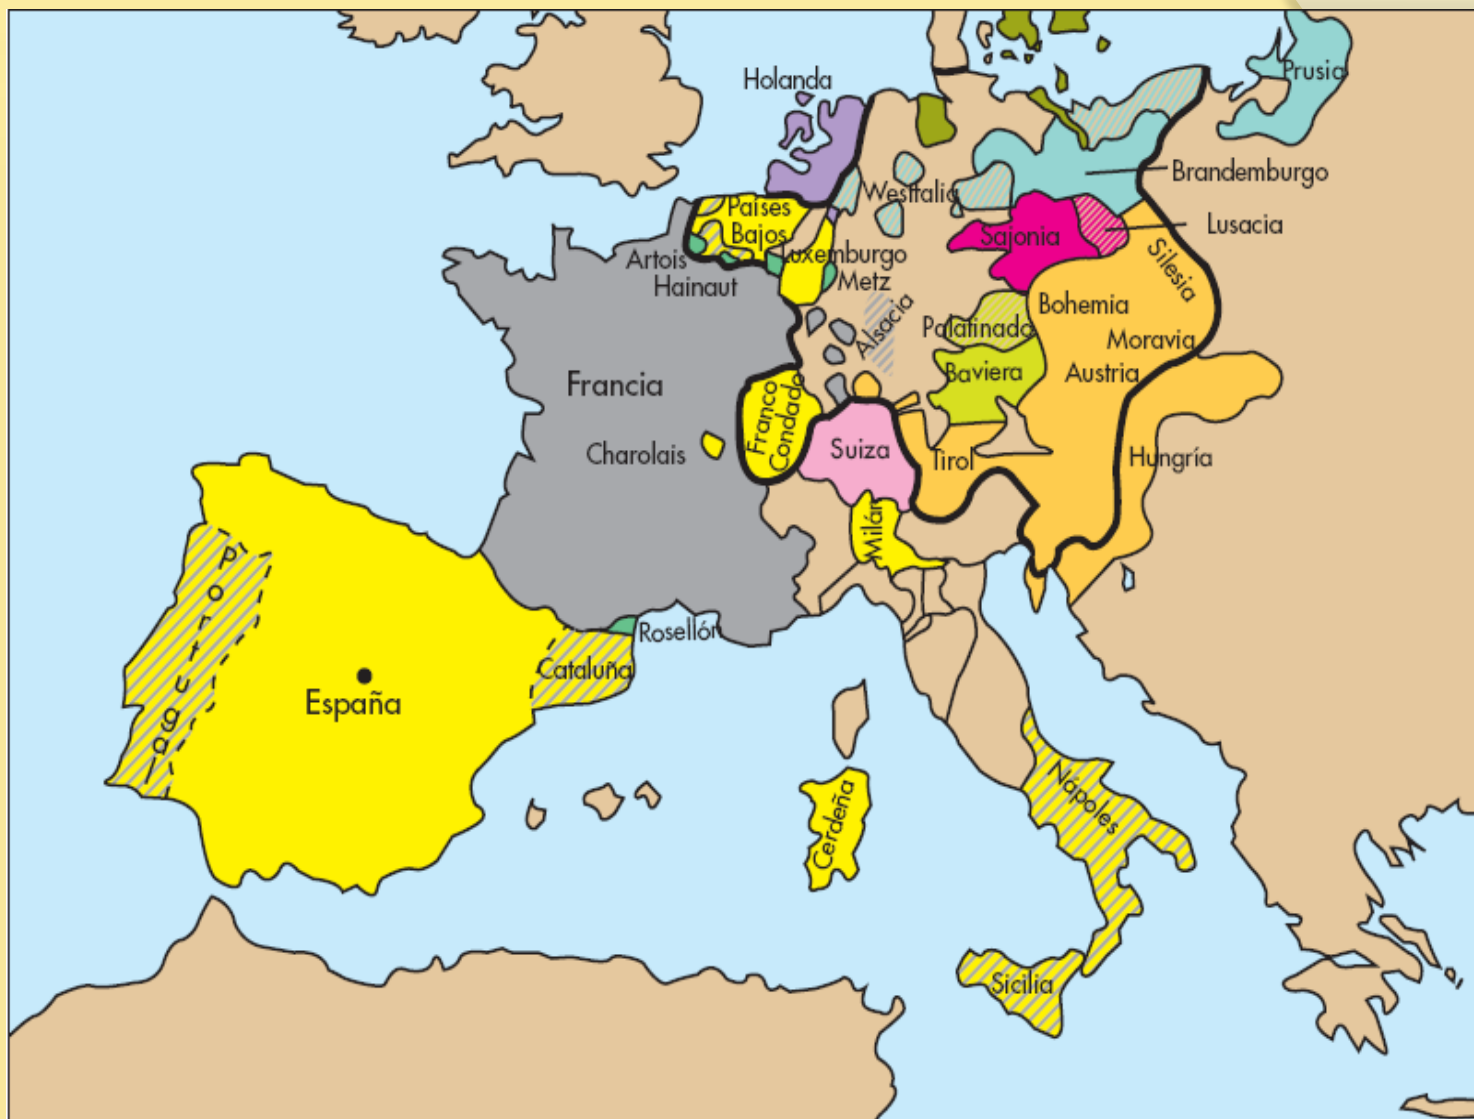 Holanda
Prusia
Brandemburgo
Westfalia
Países
Bajos
Lusacia
Sajonia
Silesia
Artois
Luxemburgo
Hainaut
Metz
Bohemia
Alsacia
Palatinado
Moravia
Baviera
Austria
Francia
Franco
Condado
Charolais
Suiza
Tirol
Hungría
Milán
Portugal
Rosellón
Cataluña
España
Nápoles
Cerdeña
Sicilia